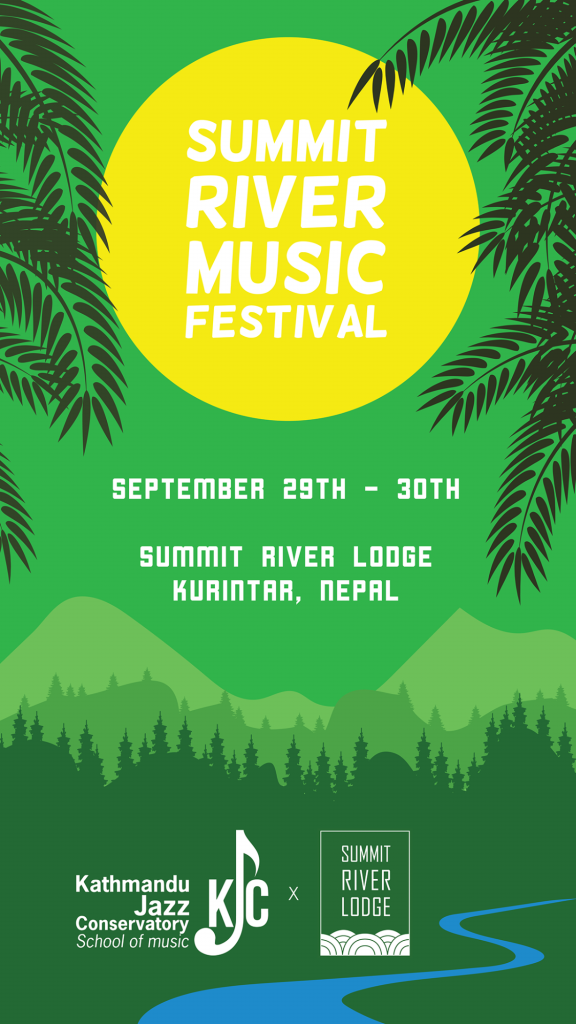 SUMMIT
RIVER
MUSIC
FESTIVAL
SEPTEMBER 29TH - 30TH
SUMMIT RIVER LODGE
KURINTAR, NEPAL
Kathmandu
Jazz
Conservatory
School of music
KJC
X
SUMMIT
RIVER
LODGE